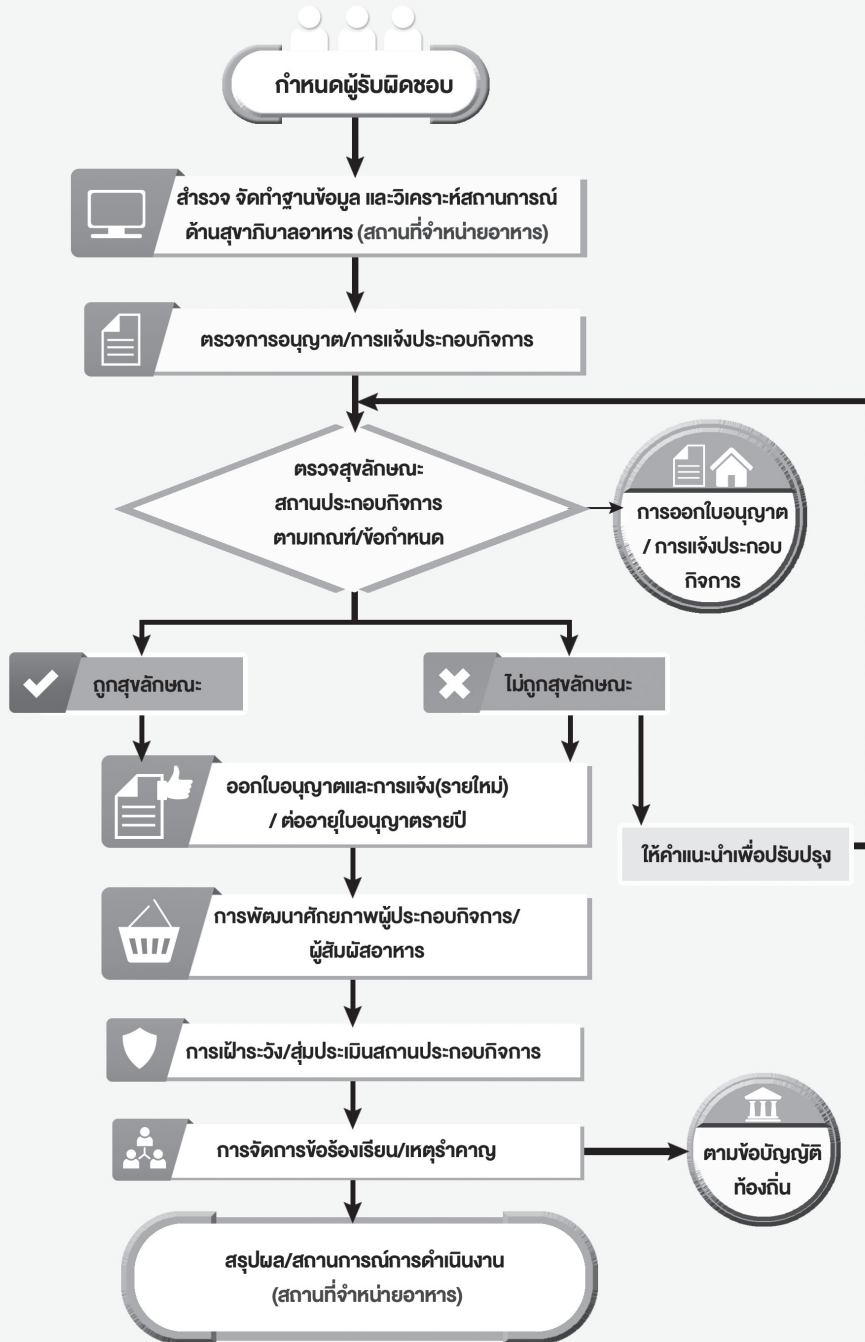 กำหนดผู้รับผิดชอบ
สำรวจ จัดทำฐานข้อมูล และวิเคราะห์สถานการณ์
ด้านสุขาภิบาลอาหาร (สถานที่จำหน่ายอาหาร)
ตรวจการอนุญาต/การแจ้งประกอบกิจการ
ตรวจสุขลักษณะ
สถานประกอบกิจการ
ตามเกณฑ์/ข้อกำหนด
การออกใบอนุญาต
/ การแจ้งประกอบ
กิจการ
ถูกสุขลักษณะ
ไม่ถูกสุขลักษณะ
ออกใบอนุญาตและการแจ้ง(รายใหม่)
/ ต่ออายุใบอนุญาตรายปี
ให้คำแนะนำเพื่อปรับปรุง
การพัฒนาศักยภาพผู้ประกอบกิจการ/
ผู้สัมผัสอาหาร
การเฝ้าระวัง/สุ่มประเมินสถานประกอบกิจการ
การจัดการข้อร้องเรียน/เหตุรำคาญ
ตามข้อบัญญัติ
ท้องถิ่น
สรุปผล/สถานการณ์การดำเนินงาน
(สถานที่จำหน่ายอาหาร)